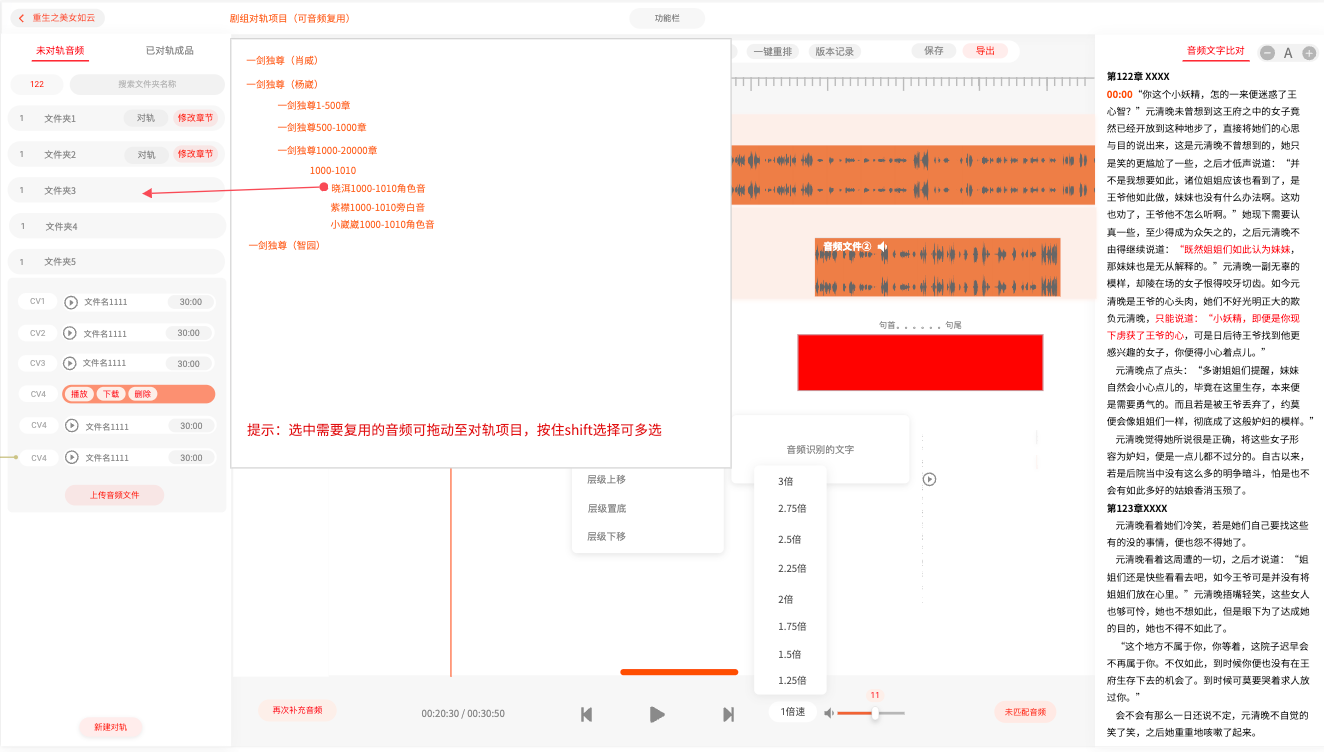 重生之美女如云
剧组对轨项目（可音频复用）
功能栏
未对轨音频
已对轨成品
122
搜索文件夹名称
1 文件夹1 对轨 修改章节
1 文件夹2 对轨 修改章节
1 文件夹3
1 文件夹4
1 文件夹5
CV1 文件名1111 30:00
CV2 文件名1111 30:00
CV3 文件名1111 30:00
CV4 播放 下载 删除
CV4 文件名1111 30:00
CV4 文件名1111 30:00
上传音频文件
新建对轨
一剑独尊（肖威）
一剑独尊（杨崴）
一剑独尊1-500章
一剑独尊500-1000章
一剑独尊1000-20000章
1000-1010
晓洱1000-1010角色音
紫襟1000-1010旁白音
小崴崴1000-1010角色音
一剑独尊（智园）
提示：选中需要复用的音频可拖动至对轨项目，按住shift选择可多选
一键重排
版本记录
保存
导出
音频文件②
句首。。。。。。句尾
音频识别的文字
层级上移
层级置底
层级下移
3倍
2.75倍
2.5倍
2.25倍
2倍
1.75倍
1.5倍
1.25倍
再次补充音频
00:20:30 / 00:30:50
1倍速
11
未匹配音频
音频文字比对
A
第122章 XXXX
00:00 “你这个小妖精，怎的一来便迷惑了王
心智？”元清晚未曾想到这王府之中的女子竟
然已经开放到这种地步了，直接将她们的心思
与目的说出来，这是元清晚不曾想到的，她只
是笑的更尴尬了一些，之后才低声说道：“并
不是我想要如此，诸位姐姐应该也看到了，是
王爷他如此做，妹妹也没有什么办法啊。这劝
也劝了，王爷他不怎么听啊。”她现下需要认
真一些，至少得成为众矢之的，之后元清晚不
由得继续说道：“既然姐姐们如此认为妹妹，
那妹妹也是无从解释的。”元清晚一副无辜的
模样，却陵在场的女子恨得咬牙切齿。如今元
清晚是王爷的心头肉，她们不好光明正大的欺
负元清晚，只能说道：“小妖精，即便是你现
下虏获了王爷的心，可是日后待王爷找到他更
感兴趣的女子，你便得小心着点儿。”
元清晚点了点头：“多谢姐姐们提醒，妹妹
自然会小心点儿的，毕竟在这里生存，本来便
是需要勇气的。而且若是被王爷丢弃了，约莫
便会像姐姐们一样，彻底成了这般妒妇的模样。”
元清晚觉得她所说很是正确，将这些女子形
容为妒妇，便是一点儿都不过分的。自古以来，
若是后院当中没有这么多的明争暗斗，怕是也不
会有如此多好的姑娘香消玉殒了。
第123章XXXX
元清晚看着她们冷笑，若是她们自己要找这些
有的没的事情，便也怨不得她了。
元清晚看着这周遭的一切，之后才说道：“姐
姐们还是快些看看去吧，如今王爷可是并没有将
姐姐们放在心里。”元清晚捂嘴轻笑，这些女人
也够可怜，她也不想如此，但是眼下为了达成她
的目的，她也不得不如此了。
“这个地方不属于你，你等着，这院子迟早会
不再属于你。不仅如此，到时候你便也没有在王
府生存下去的机会了。到时候可莫要哭着求人放
过你。”
会不会有那么一日还说不定，元清晚不自觉的
笑了笑，之后她重重地咳嗽了起来。